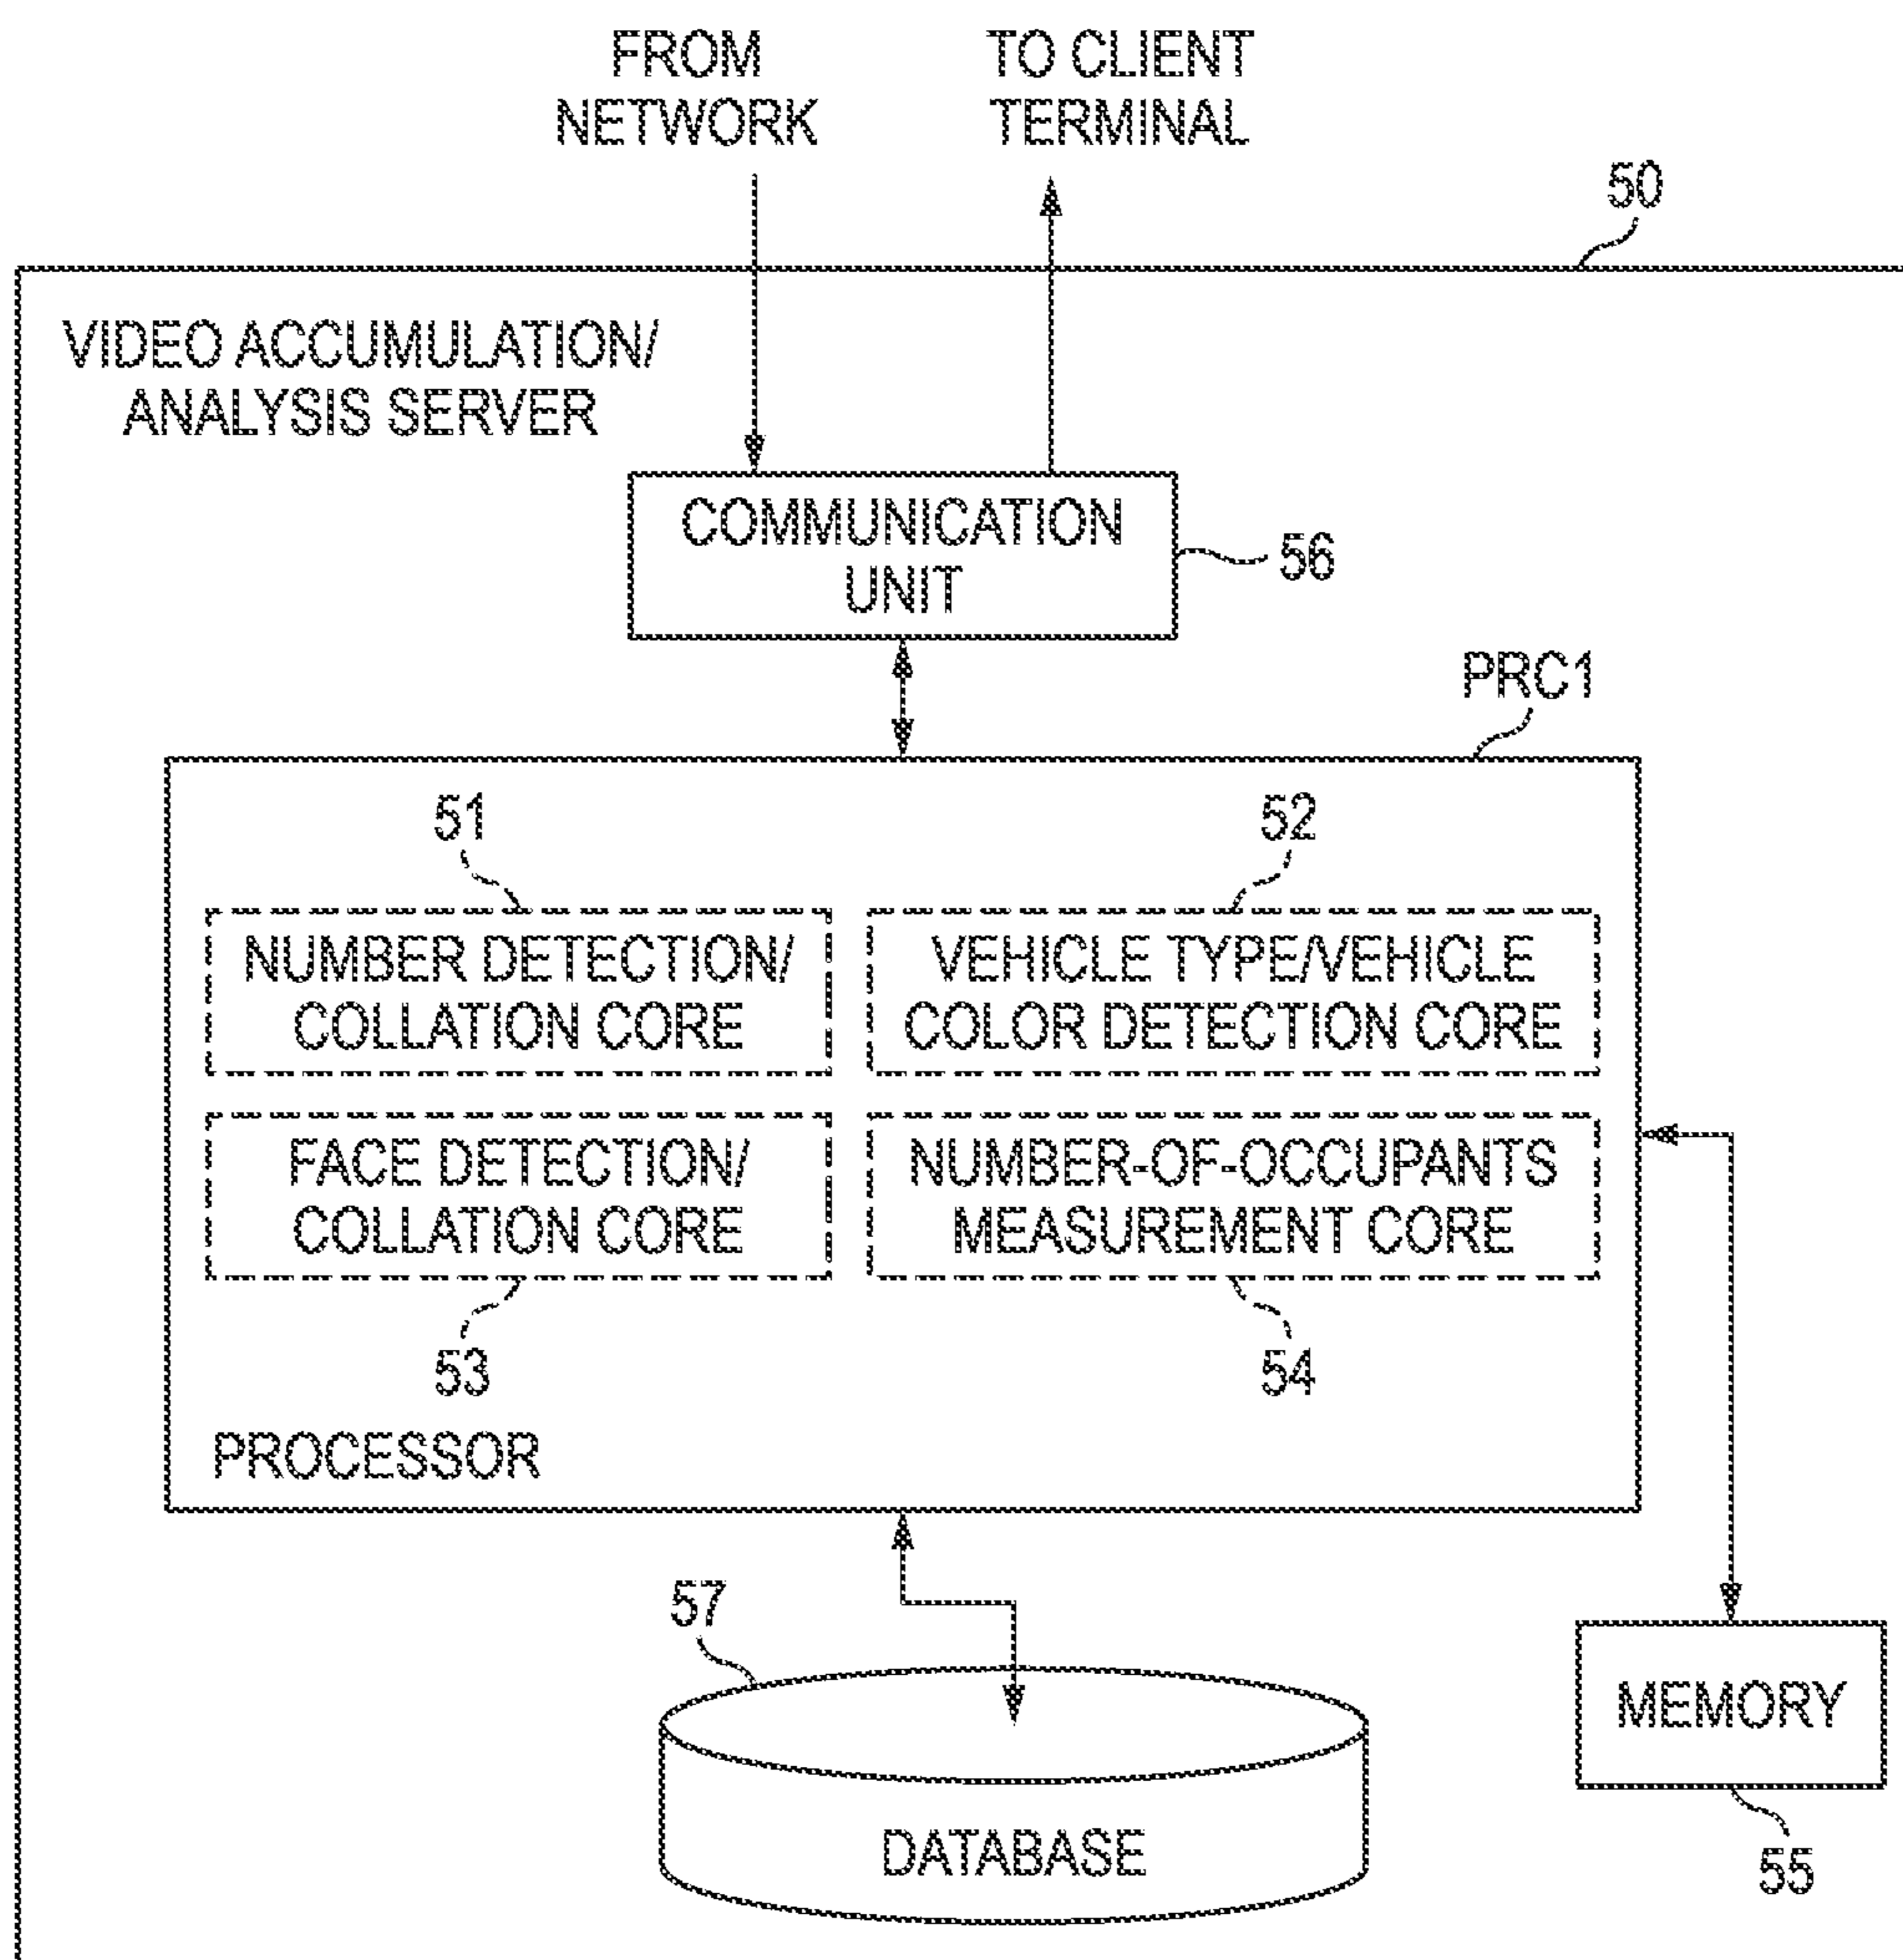 FROM
NETWORK
TO CLIENT
TERMINAL
50
VIDEO ACCUMULATION/
ANALYSIS SERVER
COMMUNICATION
UNIT
56
PRC1
51
52
NUMBER DETECTION/
COLLATION CORE
VEHICLE TYPE/VEHICLE
COLOR DETECTION CORE
FACE DETECTION/
COLLATION CORE
NUMBER-OF-OCCUPANTS
MEASUREMENT CORE
53
54
PROCESSOR
57
MEMORY
DATABASE
55